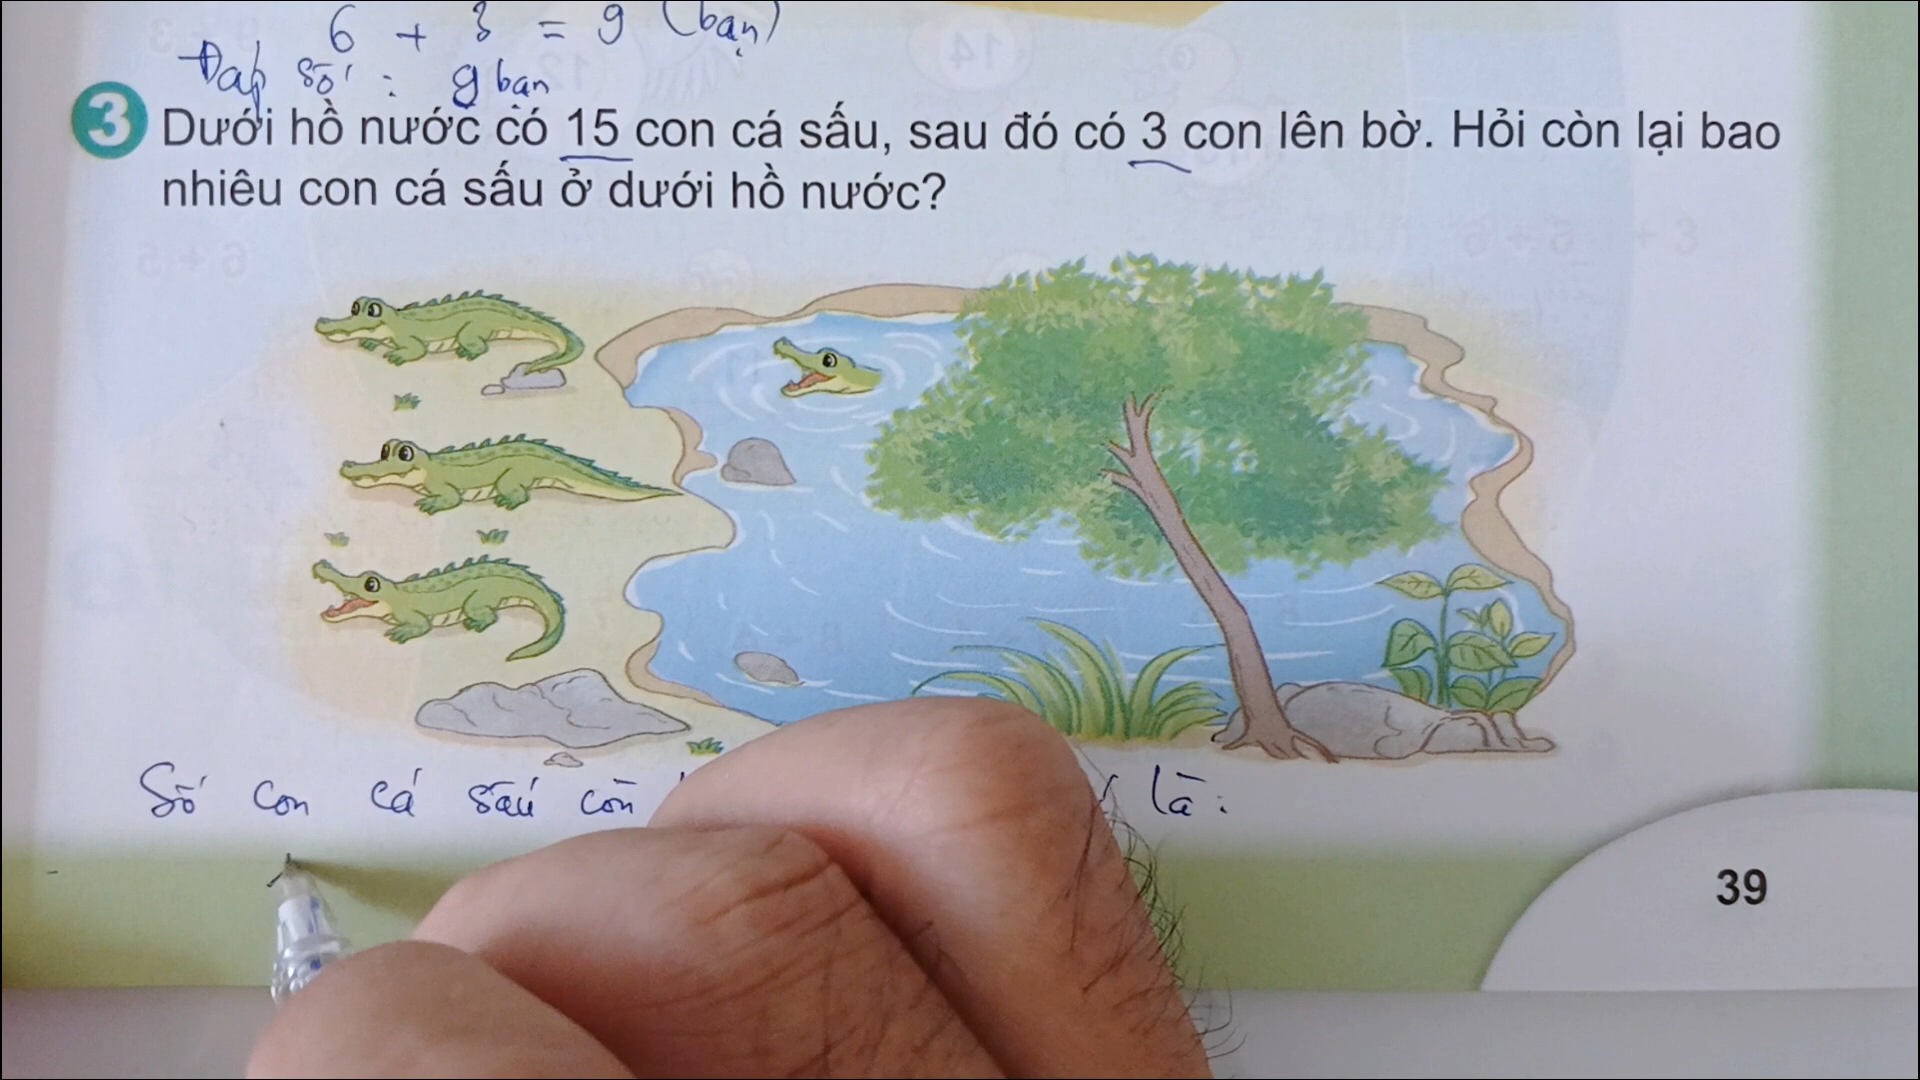 6 + 3 = 9 (bạn)
Đáp số: 9 bạn
3 Dưới hồ nước có 15 con cá sấu, sau đó có 3 con lên bờ. Hỏi còn lại bao
nhiêu con cá sấu ở dưới hồ nước?
Số con cá sấu còn là:
39